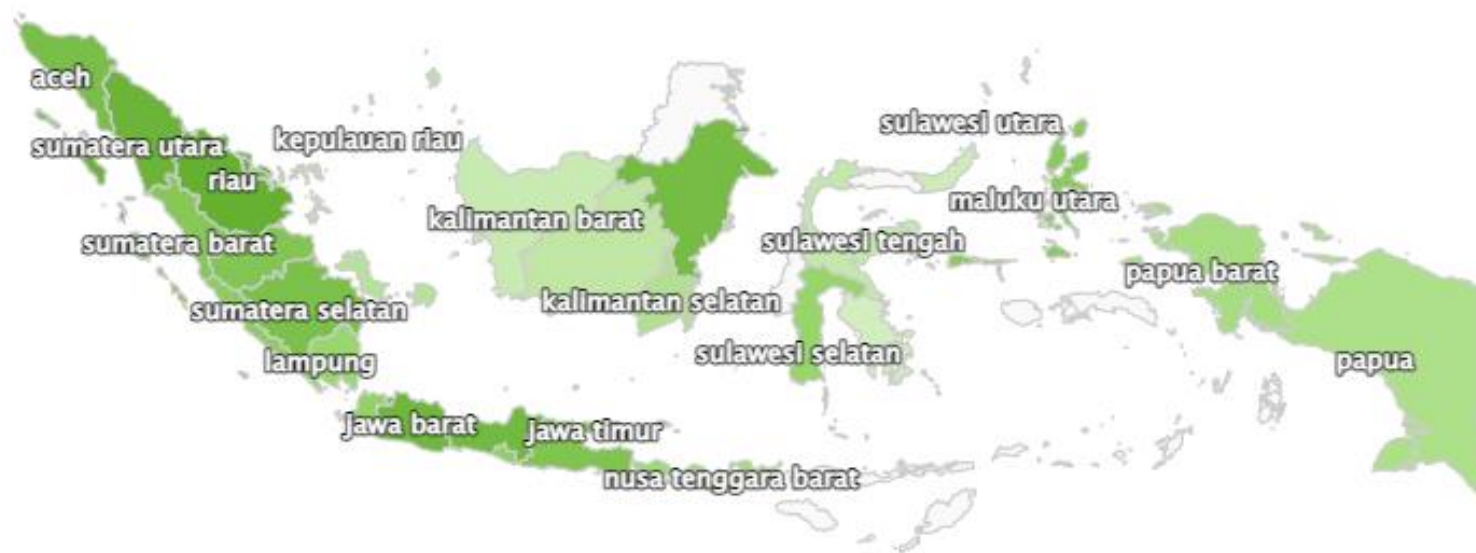 aceh
sumatera utara
kepulauan riau
riau
sumatera barat
sumatera selatan
lampung
jawa barat
jawa timur
nusa tenggara barat
kalimantan barat
kalimantan selatan
sulawesi utara
maluku utara
sulawesi tengah
sulawesi selatan
papua barat
papua